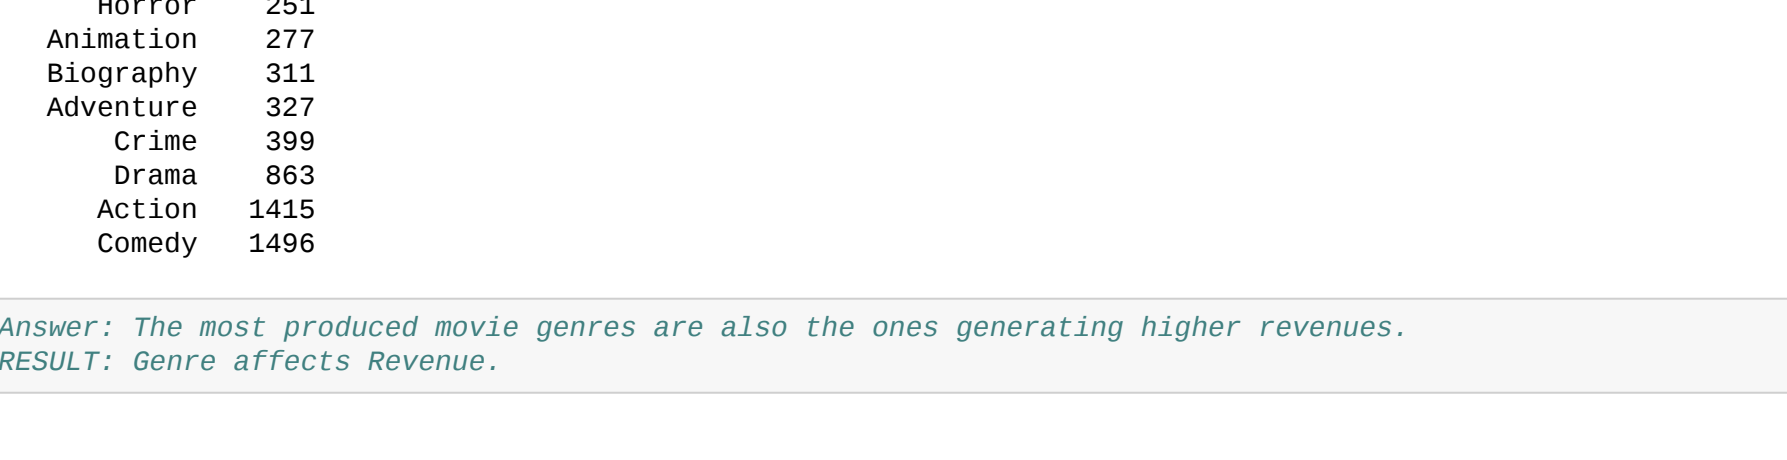 Horror 251
Animation 277
Biography 311
Adventure 327
Crime 399
Drama 863
Action 1415
Comedy 1496
Answer: The most produced movie genres are also the ones generating higher revenues.
RESULT: Genre affects Revenue.